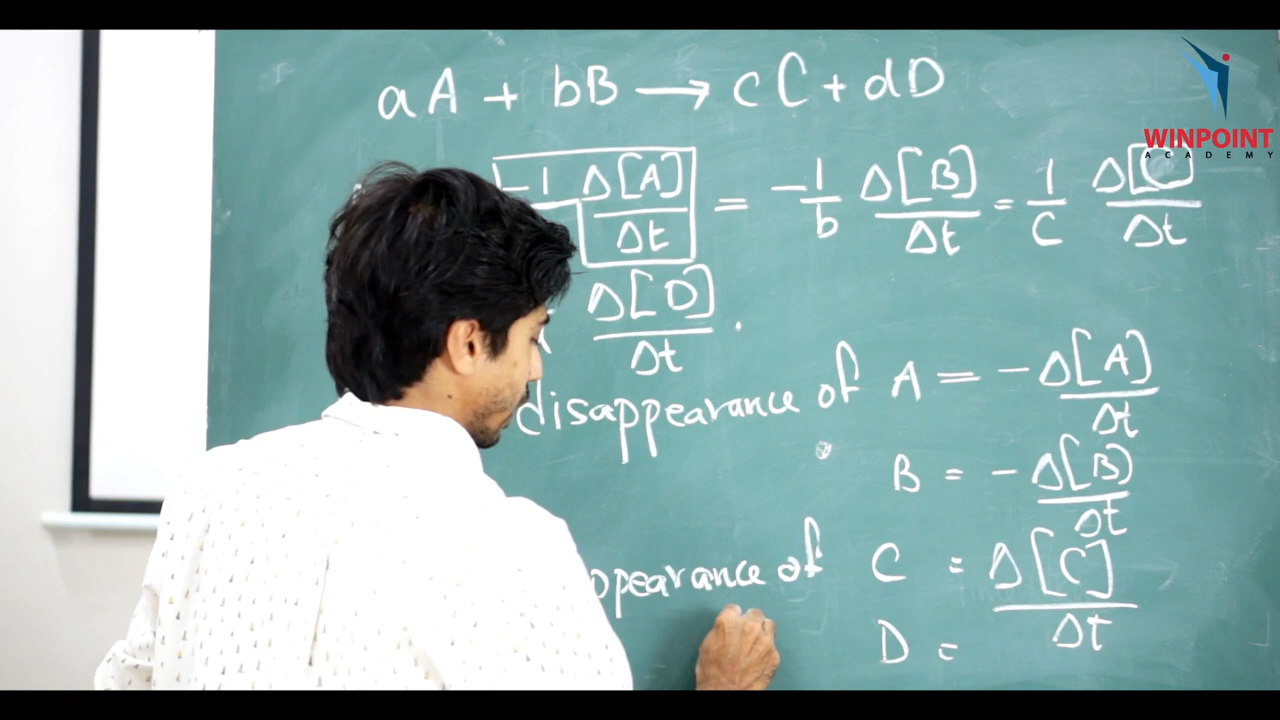 aA + bB → cC + dD
-1 Δ[A]/Δt = -1/b Δ[B]/Δt = 1/C Δ[C]/Δt
Δ[D]/Δt .
disappearance of A = - Δ[A]/Δt
B = - Δ[B]/Δt
ppearance of C = Δ[C]/Δt
D =
WINPOINT
ACADEMY